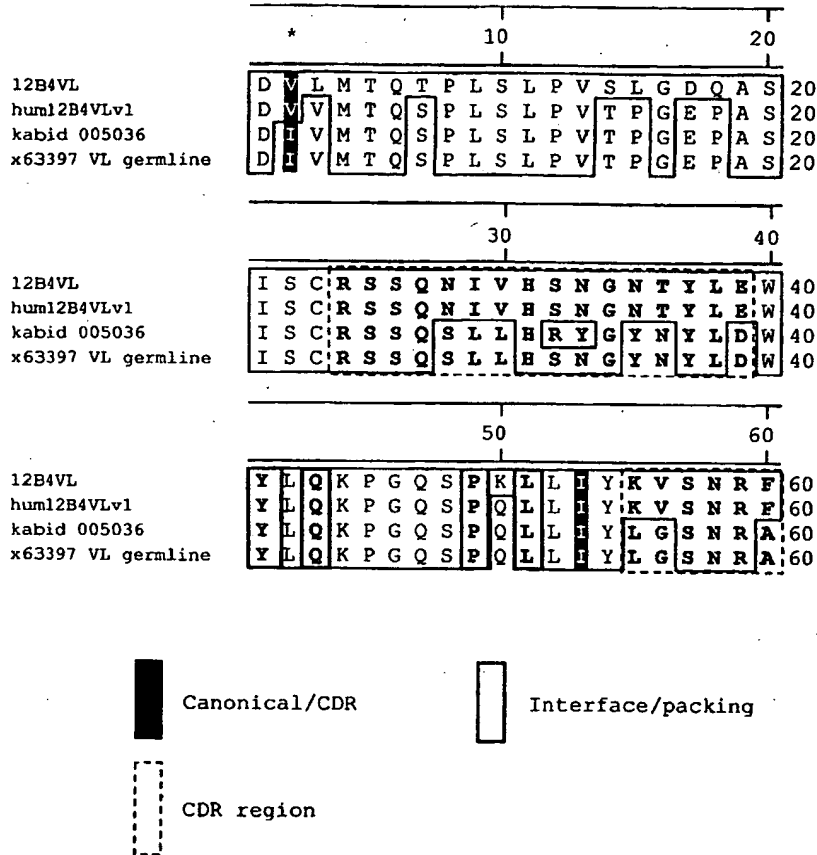 * 10 20
12B4VL D V L M T Q T P L S L P V S L G D Q A S 20
hum12B4VLv1 D V V M T Q S P L S L P V T P G E P A S 20
kabid 005036 D I V M T Q S P L S L P V T P G E P A S 20
x63397 VL germline D I V M T Q S P L S L P V T P G E P A S 20
30 40
12B4VL I S C R S S Q N I V H S N G N T Y L E W 40
hum12B4VLv1 I S C R S S Q N I V H S N G N T Y L E W 40
kabid 005036 I S C R S S Q S L L H R Y G Y N Y L D W 40
x63397 VL germline I S C R S S Q S L L H S N G Y N Y L D W 40
50 60
12B4VL Y L Q K P G Q S P K L L I Y K V S N R F 60
hum12B4VLv1 Y L Q K P G Q S P Q L L I Y K V S N R F 60
kabid 005036 Y L Q K P G Q S P Q L L I Y L G S N R A 60
x63397 VL germline Y L Q K P G Q S P Q L L I Y L G S N R A 60
Canonical/CDR Interface/packing
CDR region